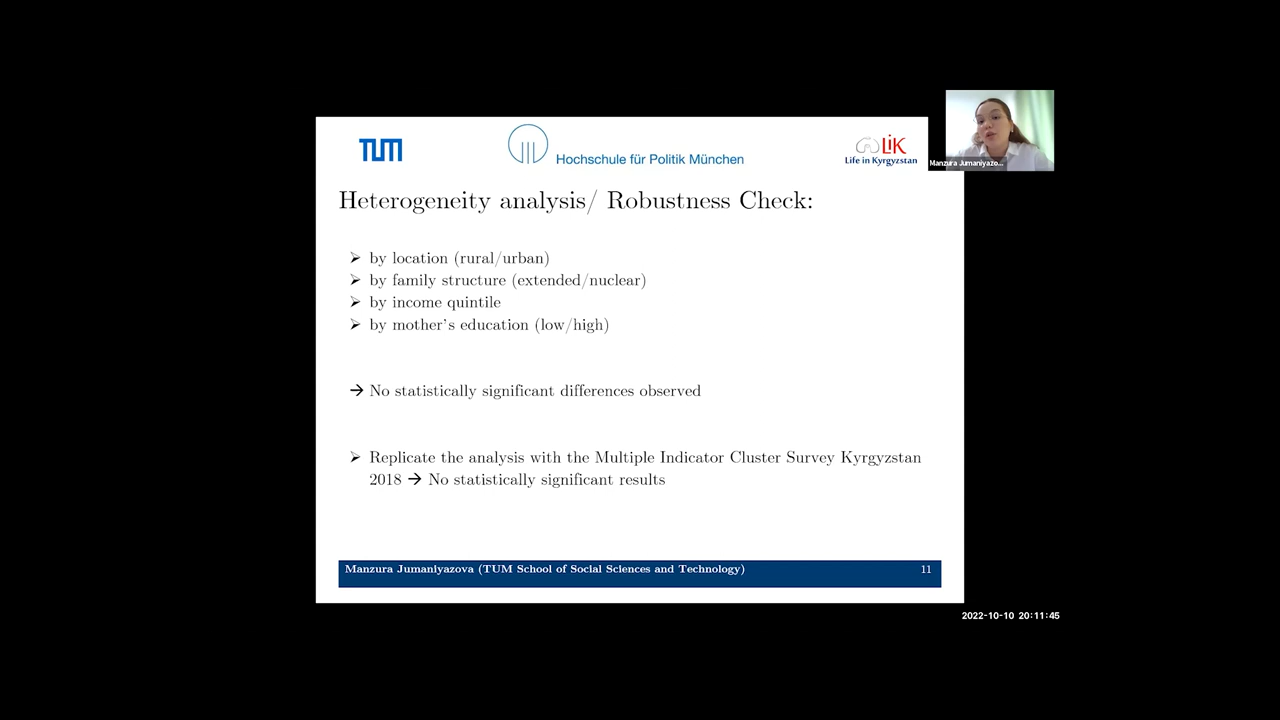 TUM
Hochschule für Politik München
LiK
Life in Kyrgyzstan
Manzura Jumaniyazo...
Heterogeneity analysis/ Robustness Check:
➢ by location (rural/urban)
➢ by family structure (extended/nuclear)
➢ by income quintile
➢ by mother's education (low/high)
→ No statistically significant differences observed
➢ Replicate the analysis with the Multiple Indicator Cluster Survey Kyrgyzstan
2018 → No statistically significant results
Manzura Jumaniyazova (TUM School of Social Sciences and Technology) 11
2022-10-10 20:11:45